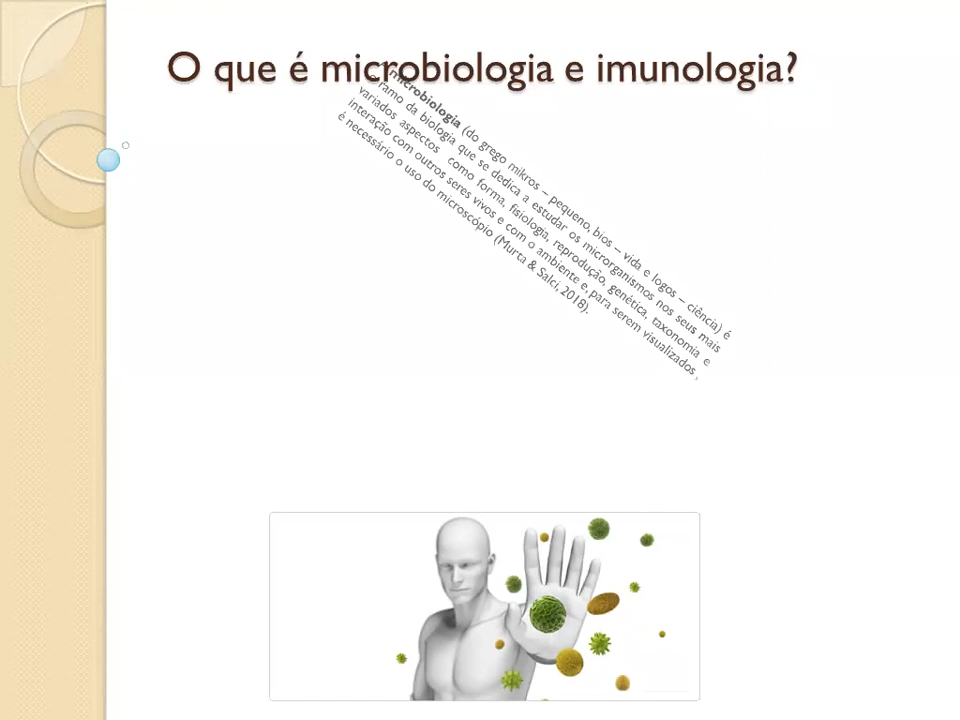 O que é microbiologia e imunologia?
microbiologia (do grego mikros – pequeno, bios – vida e logos – ciência) é
o ramo da biologia que se dedica a estudar os microrganismos nos seus mais
variados aspectos como forma, fisiologia, reprodução, genética, taxonomia e
interação com outros seres vivos e com o ambiente e, para serem visualizados,
é necessário o uso do microscópio (Murta & Salci, 2018).